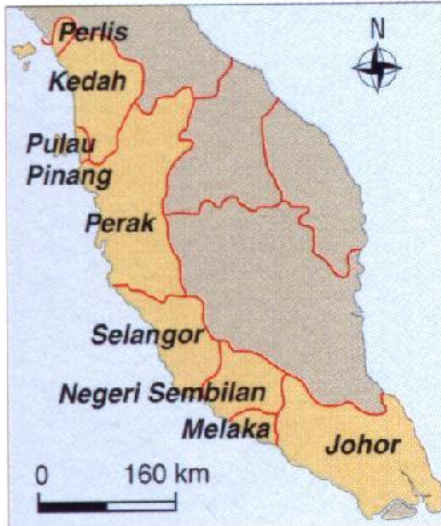 Perlis
N
Kedah
Pulau
Pinang
Perak
Selangor
Negeri Sembilan
Melaka
Johor
0 160 km